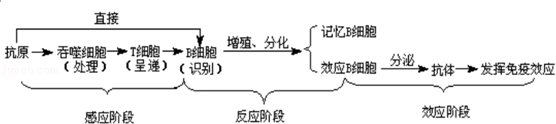 直接
抗原 吞噬细胞 T细胞 B细胞 增殖、分化 记忆B细胞
(处理) (呈递) (识别) 效应B细胞 分泌 抗体 发挥免疫效应
感应阶段 反应阶段 效应阶段